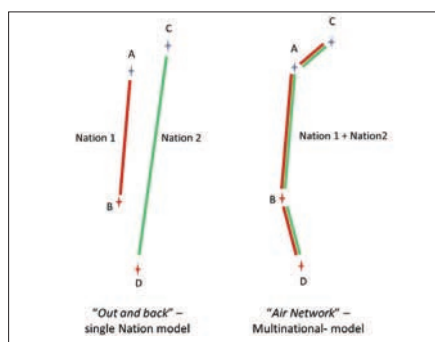 C
A
Nation 1
Nation 2
B
D
"Out and back" –
single Nation model
C
A
Nation 1 + Nation2
B
D
"Air Network" –
Multinational- model